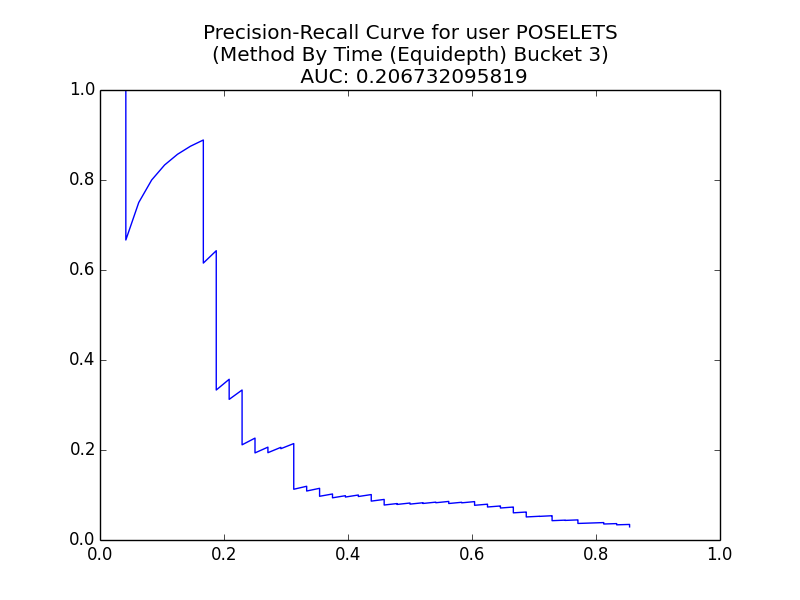 Precision-Recall Curve for user POSELETS
(Method By Time (Equidepth) Bucket 3)
AUC: 0.206732095819
1.0
0.8
0.6
0.4
0.2
0.0
0.0 0.2 0.4 0.6 0.8 1.0